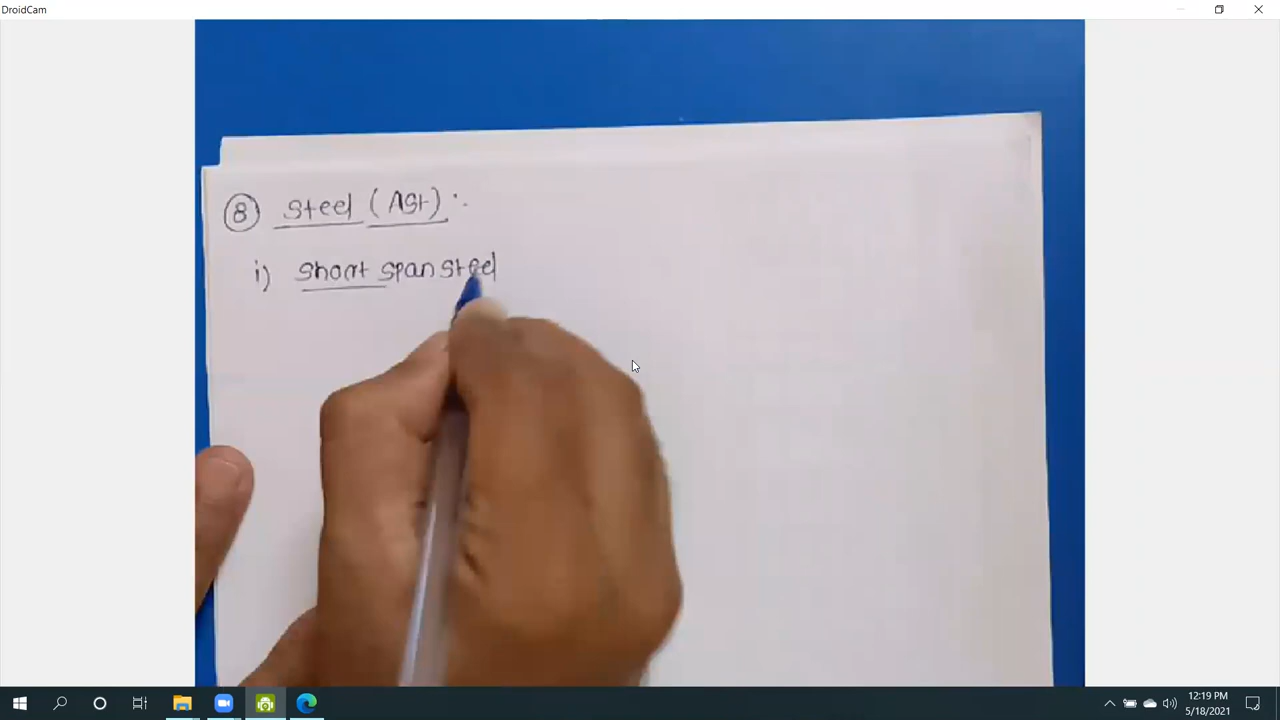 DroidCam
8 Steel (Ast) :.
i) Short span steel
12:19 PM
5/18/2021